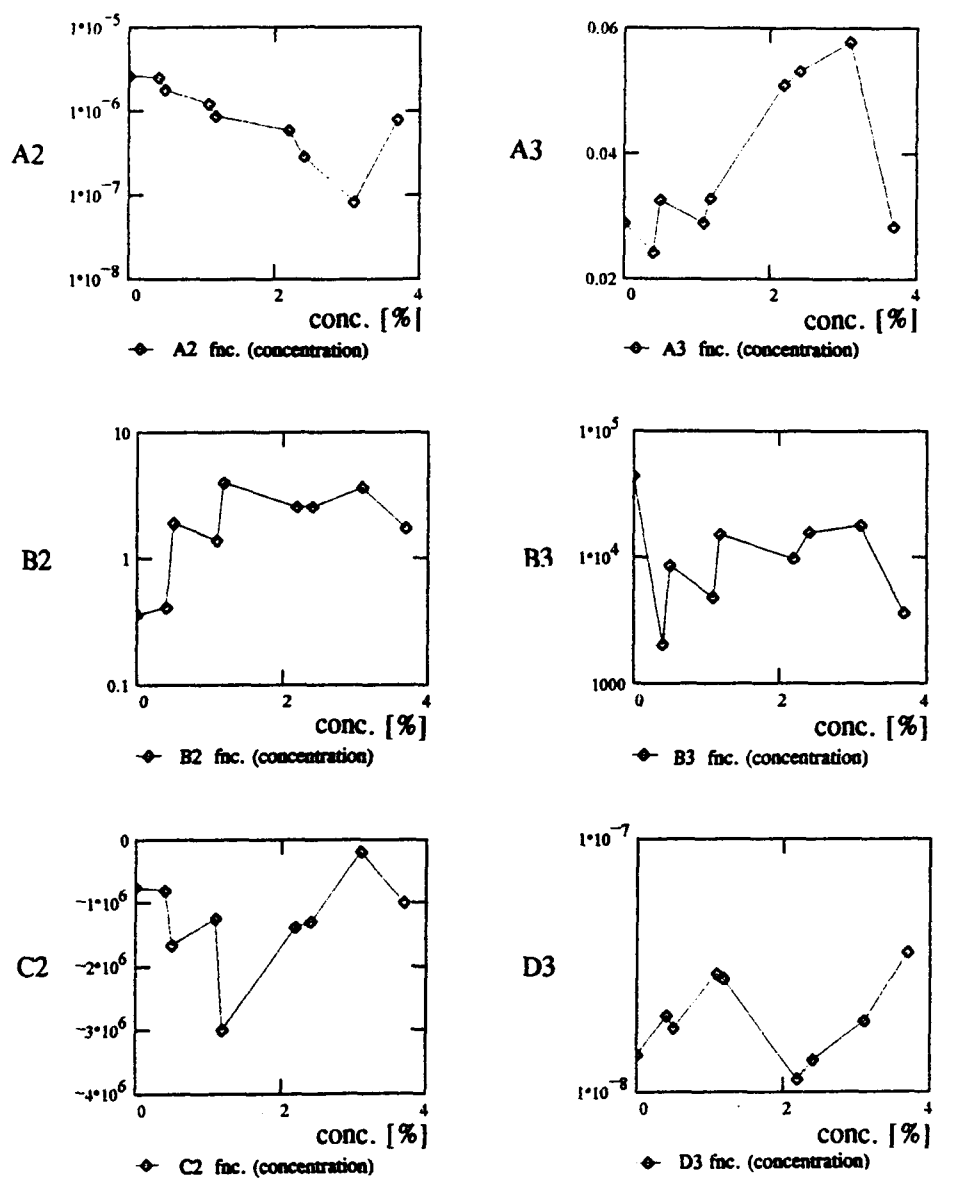 1*10^-5
1*10^-6
A2
1*10^-7
1*10^-8
0 2 4
conc. [%]
A2 fnc. (concentration)
0.06
A3
0.04
0.02
0 2 4
conc. [%]
A3 fnc. (concentration)
10
B2
1
0.1
0 2 4
conc. [%]
B2 fnc. (concentration)
1*10^5
B3
1*10^4
1000
0 2 4
conc. [%]
B3 fnc. (concentration)
0
-1*10^6
C2
-2*10^6
-3*10^6
-4*10^6
0 2 4
conc. [%]
C2 fnc. (concentration)
1*10^-7
D3
1*10^-8
0 2 4
conc. [%]
D3 fnc. (concentration)